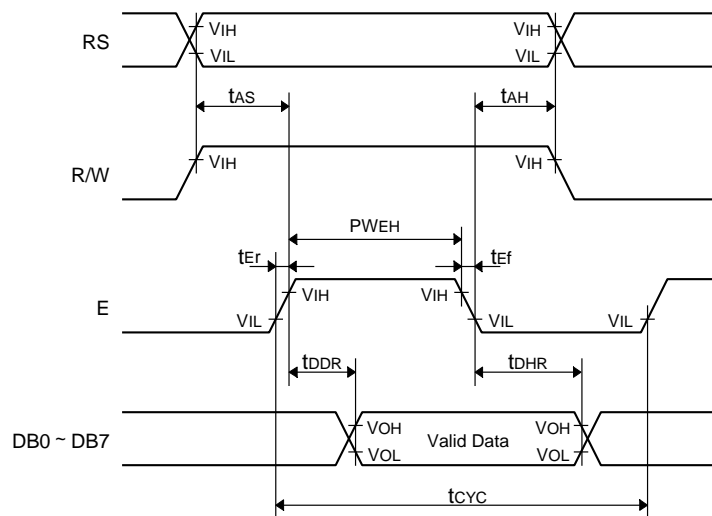 RS
VIH
VIL
VIH
VIL
tAS
tAH
R/W
VIH
VIH
PWEH
tEr
tEf
E
VIH
VIH
VIL
VIL
VIL
tDDR
tDHR
DB0 ~ DB7
VOH
VOL
Valid Data
VOH
VOL
tCYC